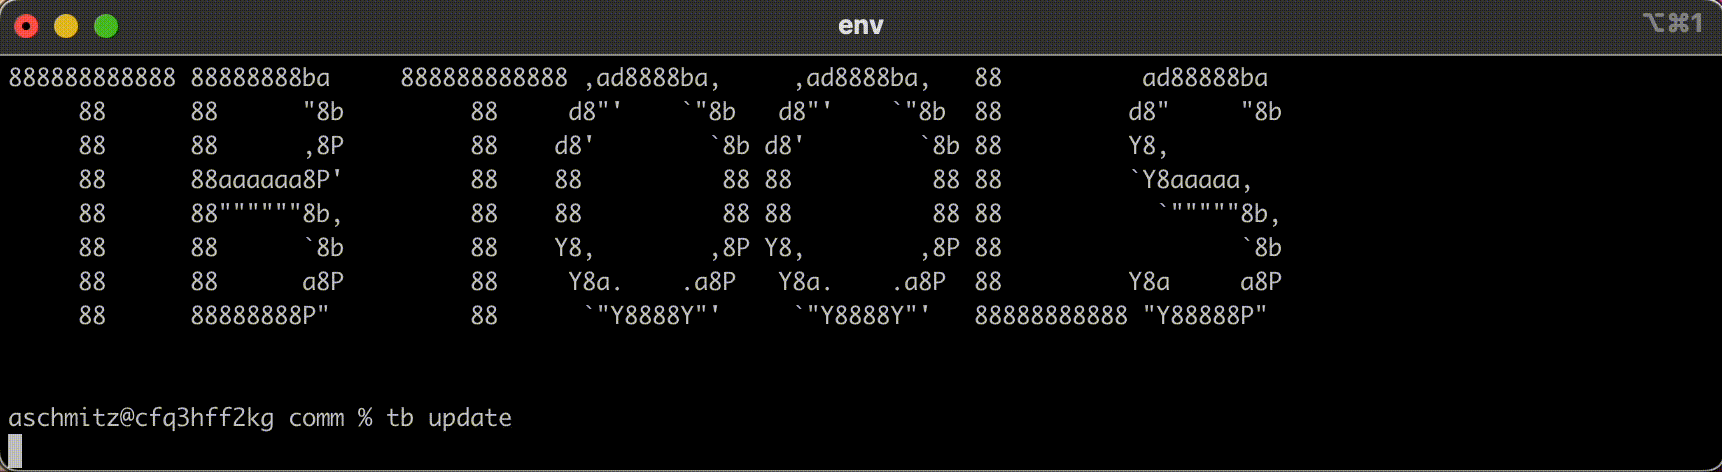 env ⌥⌘1
888888888888 88888888ba     888888888888 ,ad8888ba,     ,ad8888ba,   88          ad88888ba
     88      88      "8b         88     d8"'    `"8b   d8"'    `"8b  88         d8"     "8b
     88      88      ,8P         88    d8'        `8b d8'        `8b 88         Y8,
     88      88aaaaaa8P'         88    88          88 88          88 88         `Y8aaaaa,
     88      88""""""8b,         88    88          88 88          88 88           `"""""8b,
     88      88      `8b         88    Y8,        ,8P Y8,        ,8P 88                 `8b
     88      88      a8P         88     Y8a.    .a8P   Y8a.    .a8P  88         Y8a     a8P
     88      88888888P"          88      `"Y8888Y"'     `"Y8888Y"'   88888888888 "Y88888P"
aschmitz@cfq3hff2kg comm % tb update